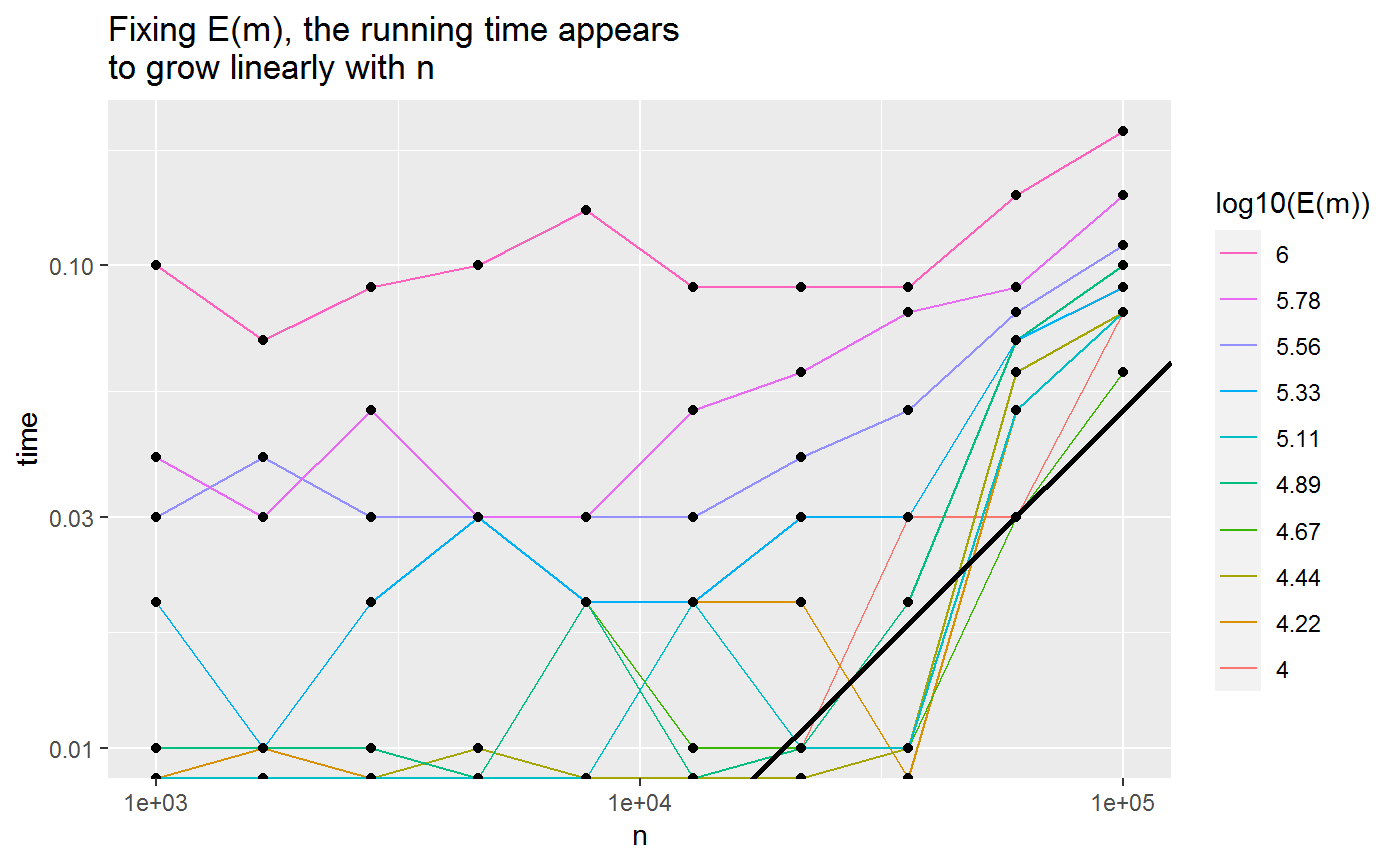 Fixing E(m), the running time appears
to grow linearly with n
time
0.10
0.03
0.01
1e+03
1e+04
1e+05
n
log10(E(m))
6
5.78
5.56
5.33
5.11
4.89
4.67
4.44
4.22
4